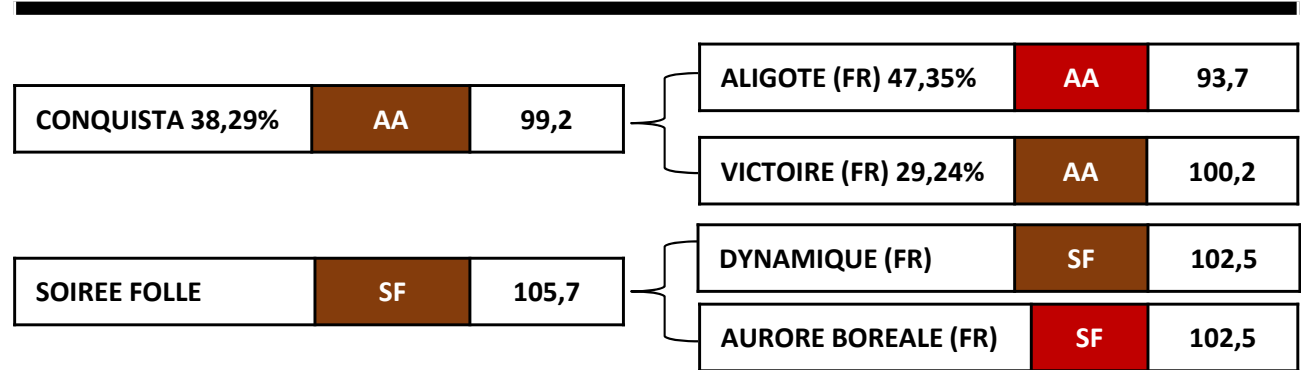 ALIGOTE (FR) 47,35% AA 93,7
CONQUISTA 38,29% AA 99,2
VICTOIRE (FR) 29,24% AA 100,2
DYNAMIQUE (FR) SF 102,5
SOIREE FOLLE SF 105,7
AURORE BOREALE (FR) SF 102,5